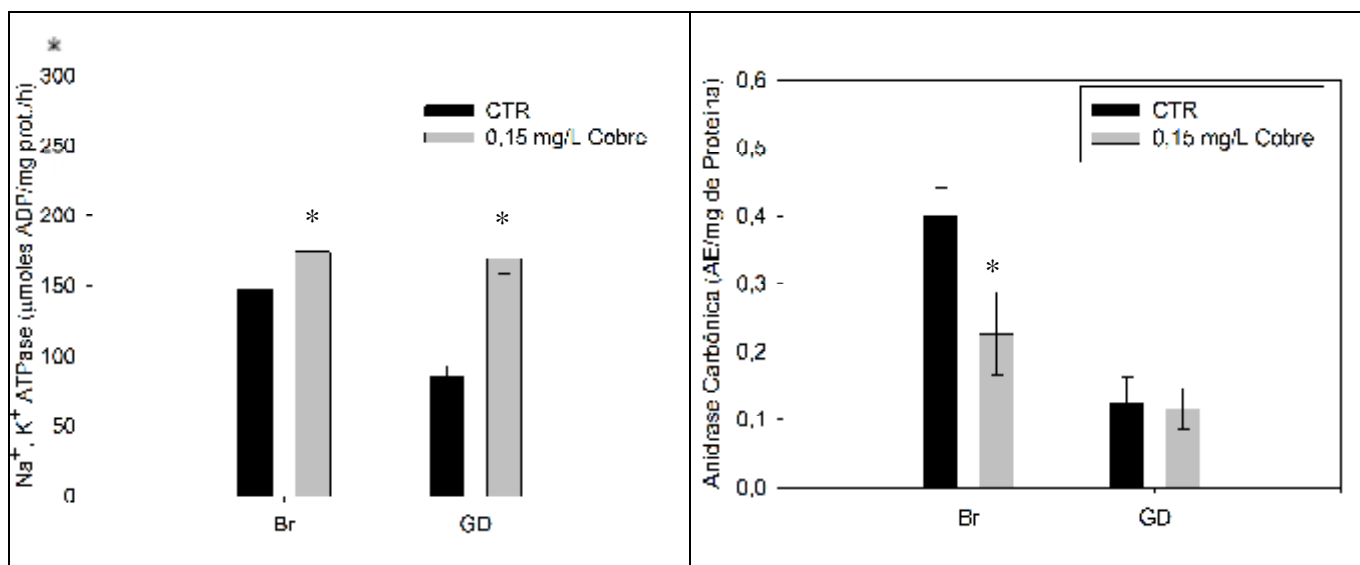 *
Na+, K+ ATPase (µmoles ADP/mg prot./h)
300
250
200
150
100
50
0
CTR
0,15 mg/L Cobre
*
*
Br
GD
Anidrase Carbônica (AE/mg de Proteína)
0,6
0,5
0,4
0,3
0,2
0,1
0,0
CTR
0,15 mg/L Cobre
*
Br
GD